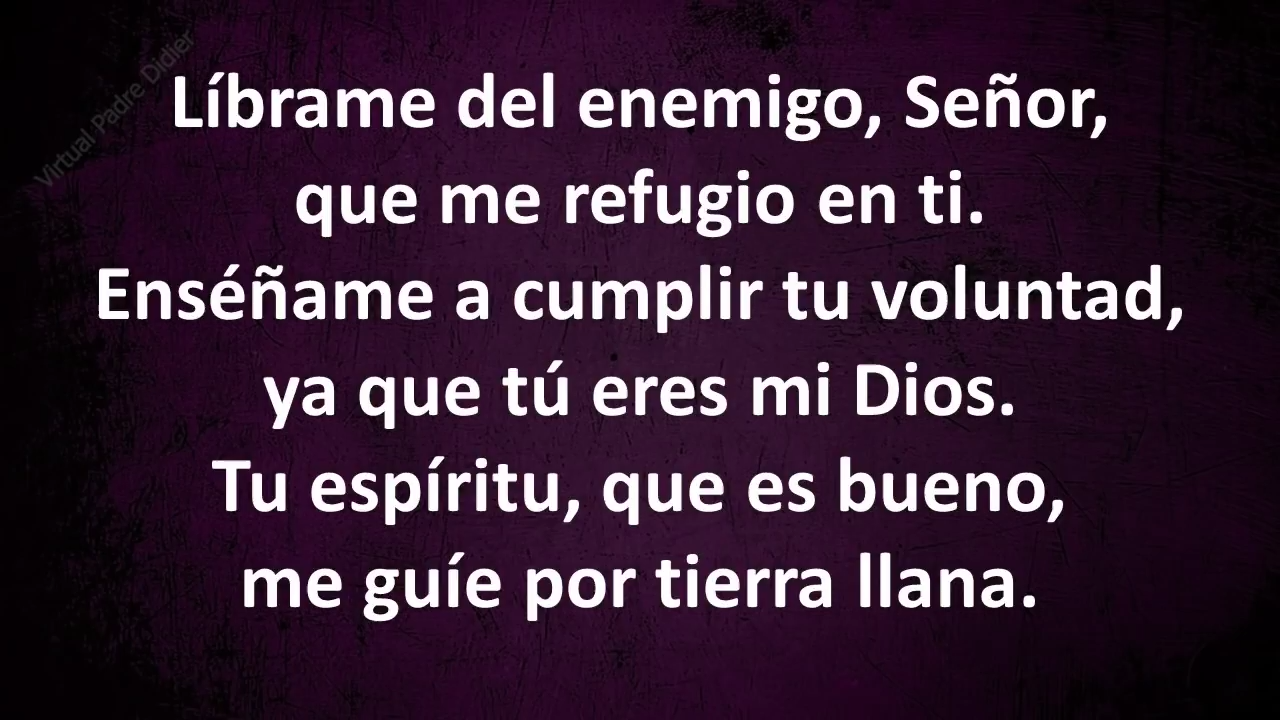 Virtual Padre Didier
Líbrame del enemigo, Señor,
que me refugio en ti.
Enséñame a cumplir tu voluntad,
ya que tú eres mi Dios.
Tu espíritu, que es bueno,
me guíe por tierra llana.